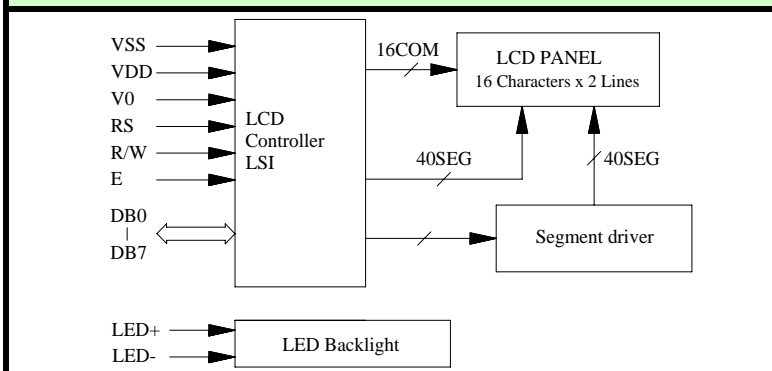 VSS
VDD
V0
RS
R/W
E
DB0
|
DB7
LCD
Controller
LSI
16COM
LCD PANEL
16 Characters x 2 Lines
40SEG
40SEG
Segment driver
LED+
LED-
LED Backlight